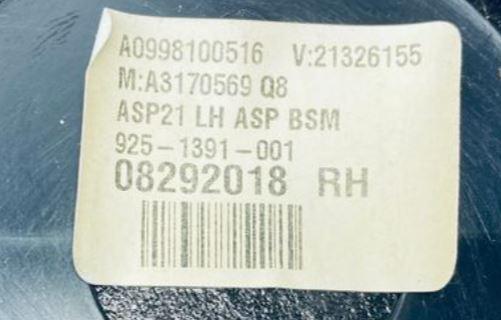 A0998100516 V:21326155
M:A3170569 Q8
ASP21 LH ASP BSM
925-1391-001
08292018 RH